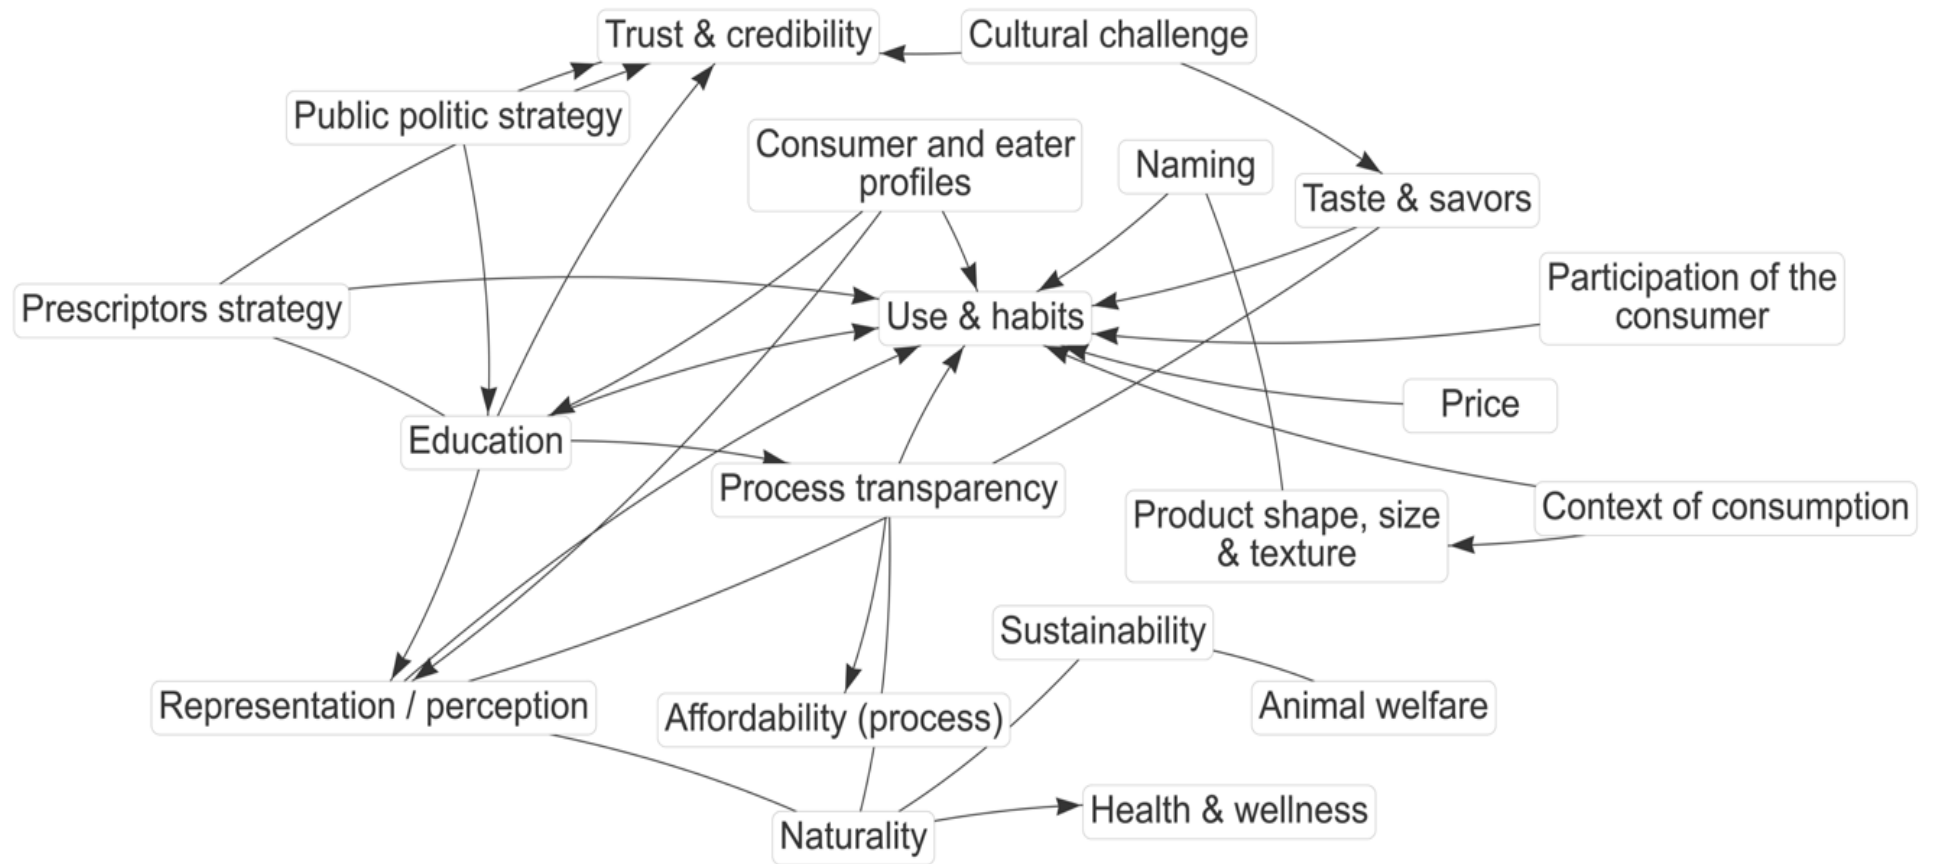 Trust & credibility
Cultural challenge
Public politic strategy
Consumer and eater
profiles
Naming
Taste & savors
Prescriptors strategy
Use & habits
Participation of the
consumer
Price
Education
Process transparency
Product shape, size
& texture
Context of consumption
Sustainability
Representation / perception
Affordability (process)
Animal welfare
Naturality
Health & wellness